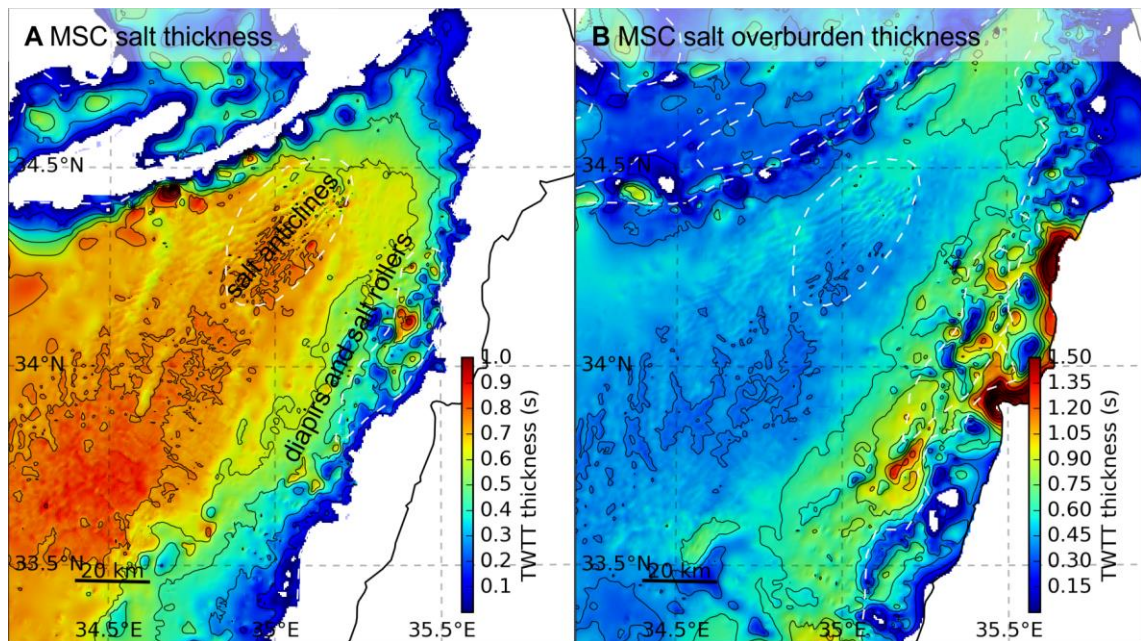 A MSC salt thickness
34.5°N
34°N
33.5°N
salt anticlines
diapirs and salt rollers
20 km
34.5°E
35°E
35.5°E
1.0
0.9
0.8
0.7
0.6
0.5
0.4
0.3
0.2
0.1
TWTT thickness (s)
B MSC salt overburden thickness
34.5°N
34°N
33.5°N
20 km
34.5°E
35°E
35.5°E
1.50
1.35
1.20
1.05
0.90
0.75
0.60
0.45
0.30
0.15
TWTT thickness (s)